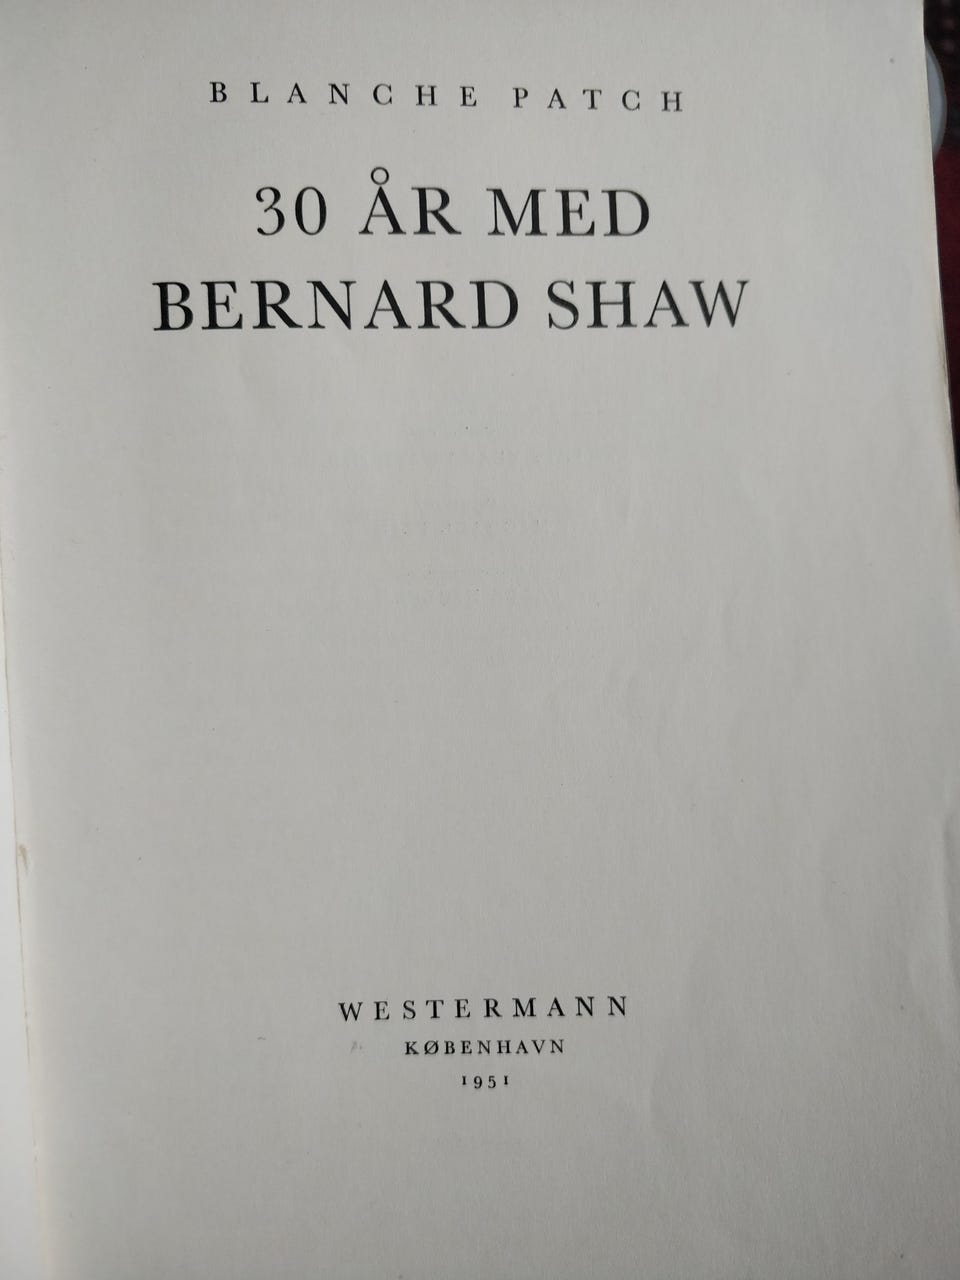 BLANCHE PATCH
30 ÅR MED
BERNARD SHAW
WESTERMANN
KØBENHAVN
1951